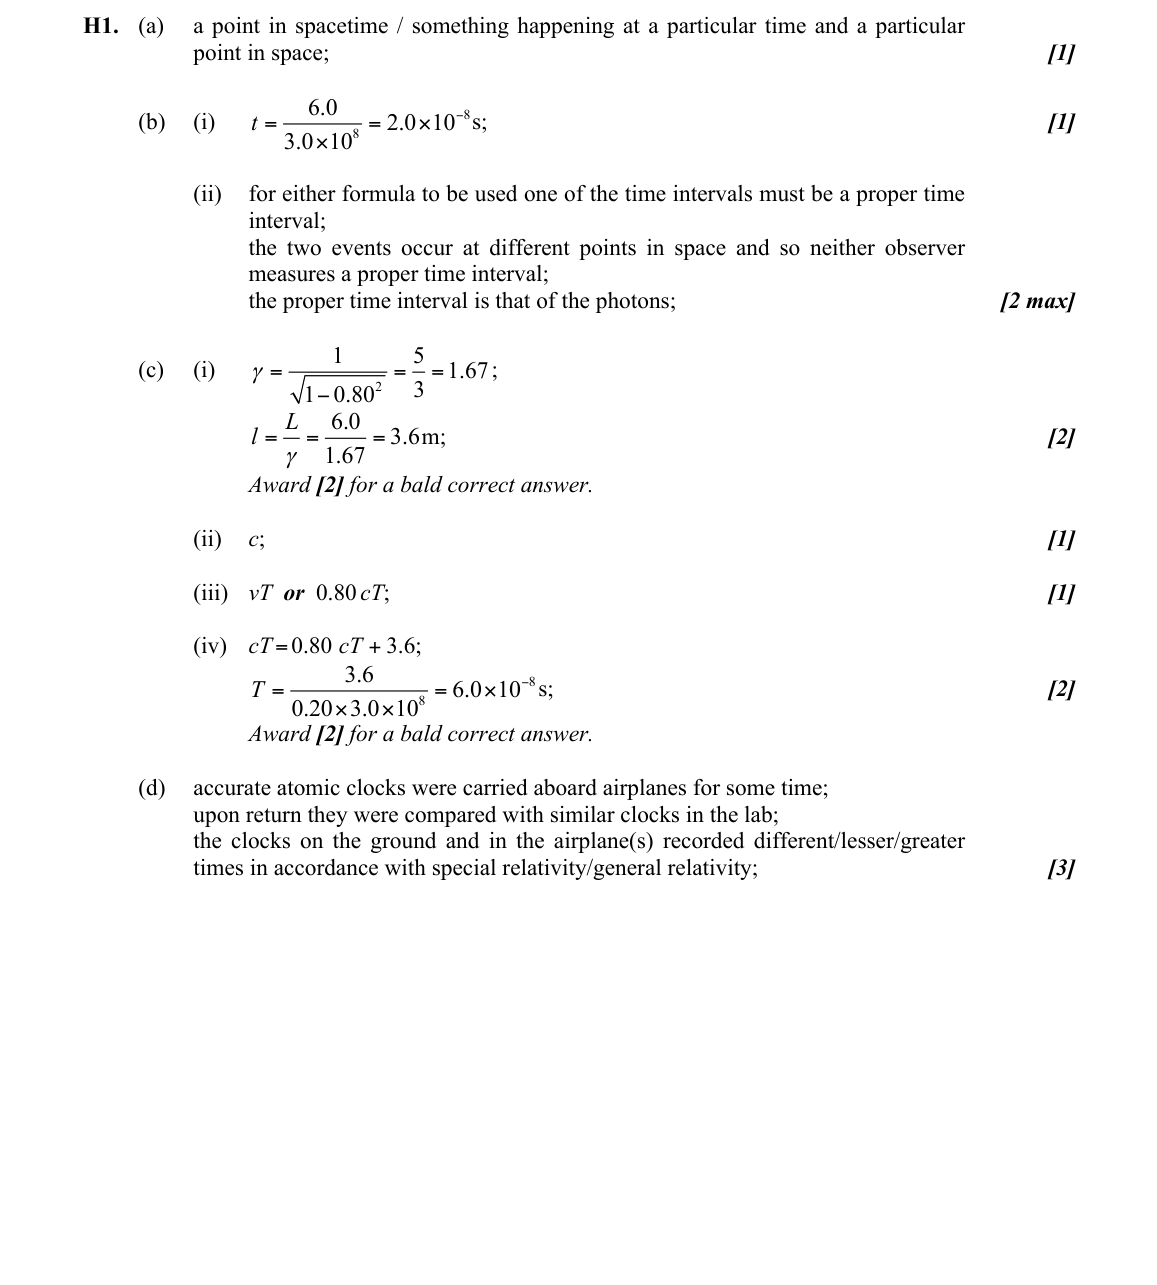 H1. (a) a point in spacetime / something happening at a particular time and a particular
point in space; [1]
(b) (i) t = 6.0 / 3.0×10⁸ = 2.0×10⁻⁸ s; [1]
(ii) for either formula to be used one of the time intervals must be a proper time
interval;
the two events occur at different points in space and so neither observer
measures a proper time interval;
the proper time interval is that of the photons; [2 max]
(c) (i) γ = 1 / √(1−0.80²) = 5/3 = 1.67;
l = L/γ = 6.0/1.67 = 3.6 m; [2]
Award [2] for a bald correct answer.
(ii) c; [1]
(iii) vT or 0.80 cT; [1]
(iv) cT = 0.80 cT + 3.6;
T = 3.6 / 0.20×3.0×10⁸ = 6.0×10⁻⁸ s; [2]
Award [2] for a bald correct answer.
(d) accurate atomic clocks were carried aboard airplanes for some time;
upon return they were compared with similar clocks in the lab;
the clocks on the ground and in the airplane(s) recorded different/lesser/greater
times in accordance with special relativity/general relativity; [3]